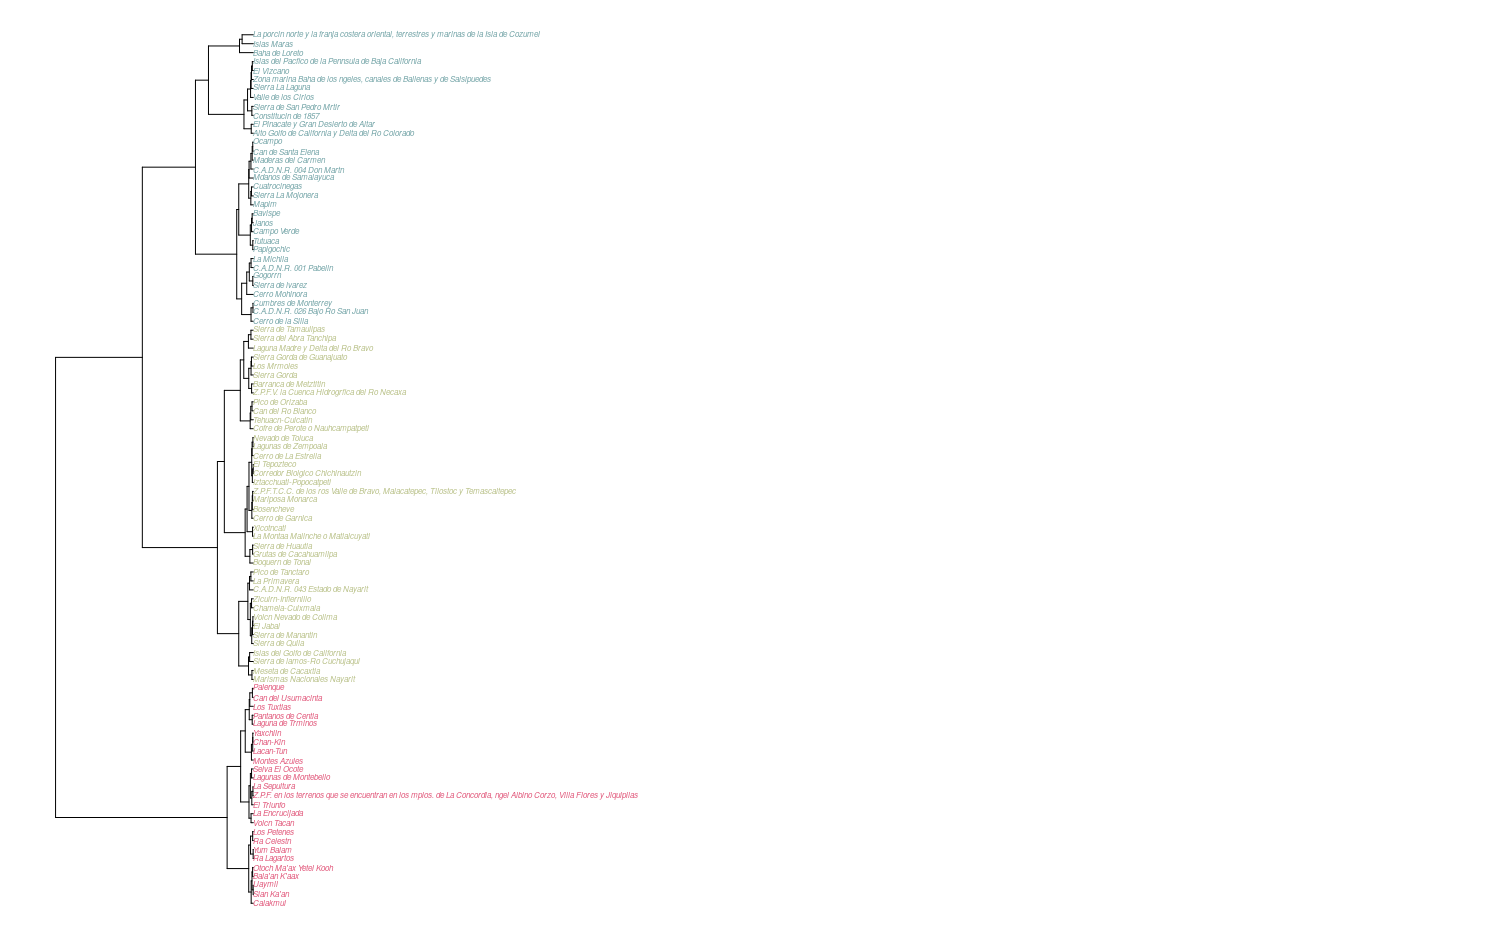 La porcin norte y la franja costera oriental, terrestres y marinas de la Isla de Cozumel
Islas Maras
Baha de Loreto
Islas del Pacfico de la Pennsula de Baja California
El Vizcano
Zona marina Baha de los ngeles, canales de Ballenas y de Salsipuedes
Sierra La Laguna
Valle de los Cirios
Sierra de San Pedro Mrtir
Constitucin de 1857
El Pinacate y Gran Desierto de Altar
Alto Golfo de California y Delta del Ro Colorado
Ocampo
Can de Santa Elena
Maderas del Carmen
C.A.D.N.R. 004 Don Martn
Mdanos de Samalayuca
Cuatrocinegas
Sierra La Mojonera
Mapim
Bavispe
Janos
Campo Verde
Tutuaca
Papigochic
La Michila
C.A.D.N.R. 001 Pabelln
Gogorrn
Sierra de lvarez
Cerro Mohinora
Cumbres de Monterrey
C.A.D.N.R. 026 Bajo Ro San Juan
Cerro de la Silla
Sierra de Tamaulipas
Sierra del Abra Tanchipa
Laguna Madre y Delta del Ro Bravo
Sierra Gorda de Guanajuato
Los Mrmoles
Sierra Gorda
Barranca de Metztitln
Z.P.F.V. la Cuenca Hidrogrfica del Ro Necaxa
Pico de Orizaba
Can del Ro Blanco
Tehuacn-Cuicatln
Cofre de Perote o Nauhcampatpetl
Nevado de Toluca
Lagunas de Zempoala
Cerro de La Estrella
El Tepozteco
Corredor Biolgico Chichinautzin
Iztacchuatl-Popocatpetl
Z.P.F.T.C.C. de los ros Valle de Bravo, Malacatepec, Tilostoc y Temascaltepec
Mariposa Monarca
Bosencheve
Cerro de Garnica
Xicotncatl
La Montaa Malinche o Matlalcuyatl
Sierra de Huautla
Grutas de Cacahuamilpa
Boquern de Tonal
Pico de Tanctaro
La Primavera
C.A.D.N.R. 043 Estado de Nayarit
Zicuirn-Infiernillo
Chamela-Cuixmala
Volcn Nevado de Colima
El Jabal
Sierra de Manantln
Sierra de Quila
Islas del Golfo de California
Sierra de lamos-Ro Cuchujaqui
Meseta de Cacaxtla
Marismas Nacionales Nayarit
Palenque
Can del Usumacinta
Los Tuxtlas
Pantanos de Centla
Laguna de Trminos
Yaxchiln
Chan-Kin
Lacan-Tun
Montes Azules
Selva El Ocote
Lagunas de Montebello
La Sepultura
Z.P.F. en los terrenos que se encuentran en los mpios. de La Concordia, ngel Albino Corzo, Villa Flores y Jiquipilas
El Triunfo
La Encrucijada
Volcn Tacan
Los Petenes
Ra Celestn
Yum Balam
Ra Lagartos
Otoch Ma'ax Yetel Kooh
Bala'an K'aax
Uaymil
Sian Ka'an
Calakmul